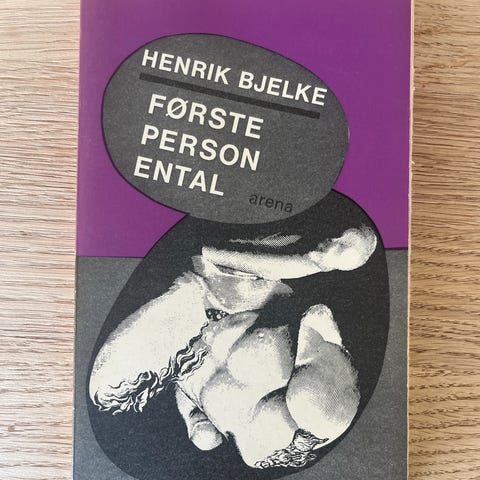 HENRIK BJELKE
FØRSTE
PERSON
ENTAL
arena